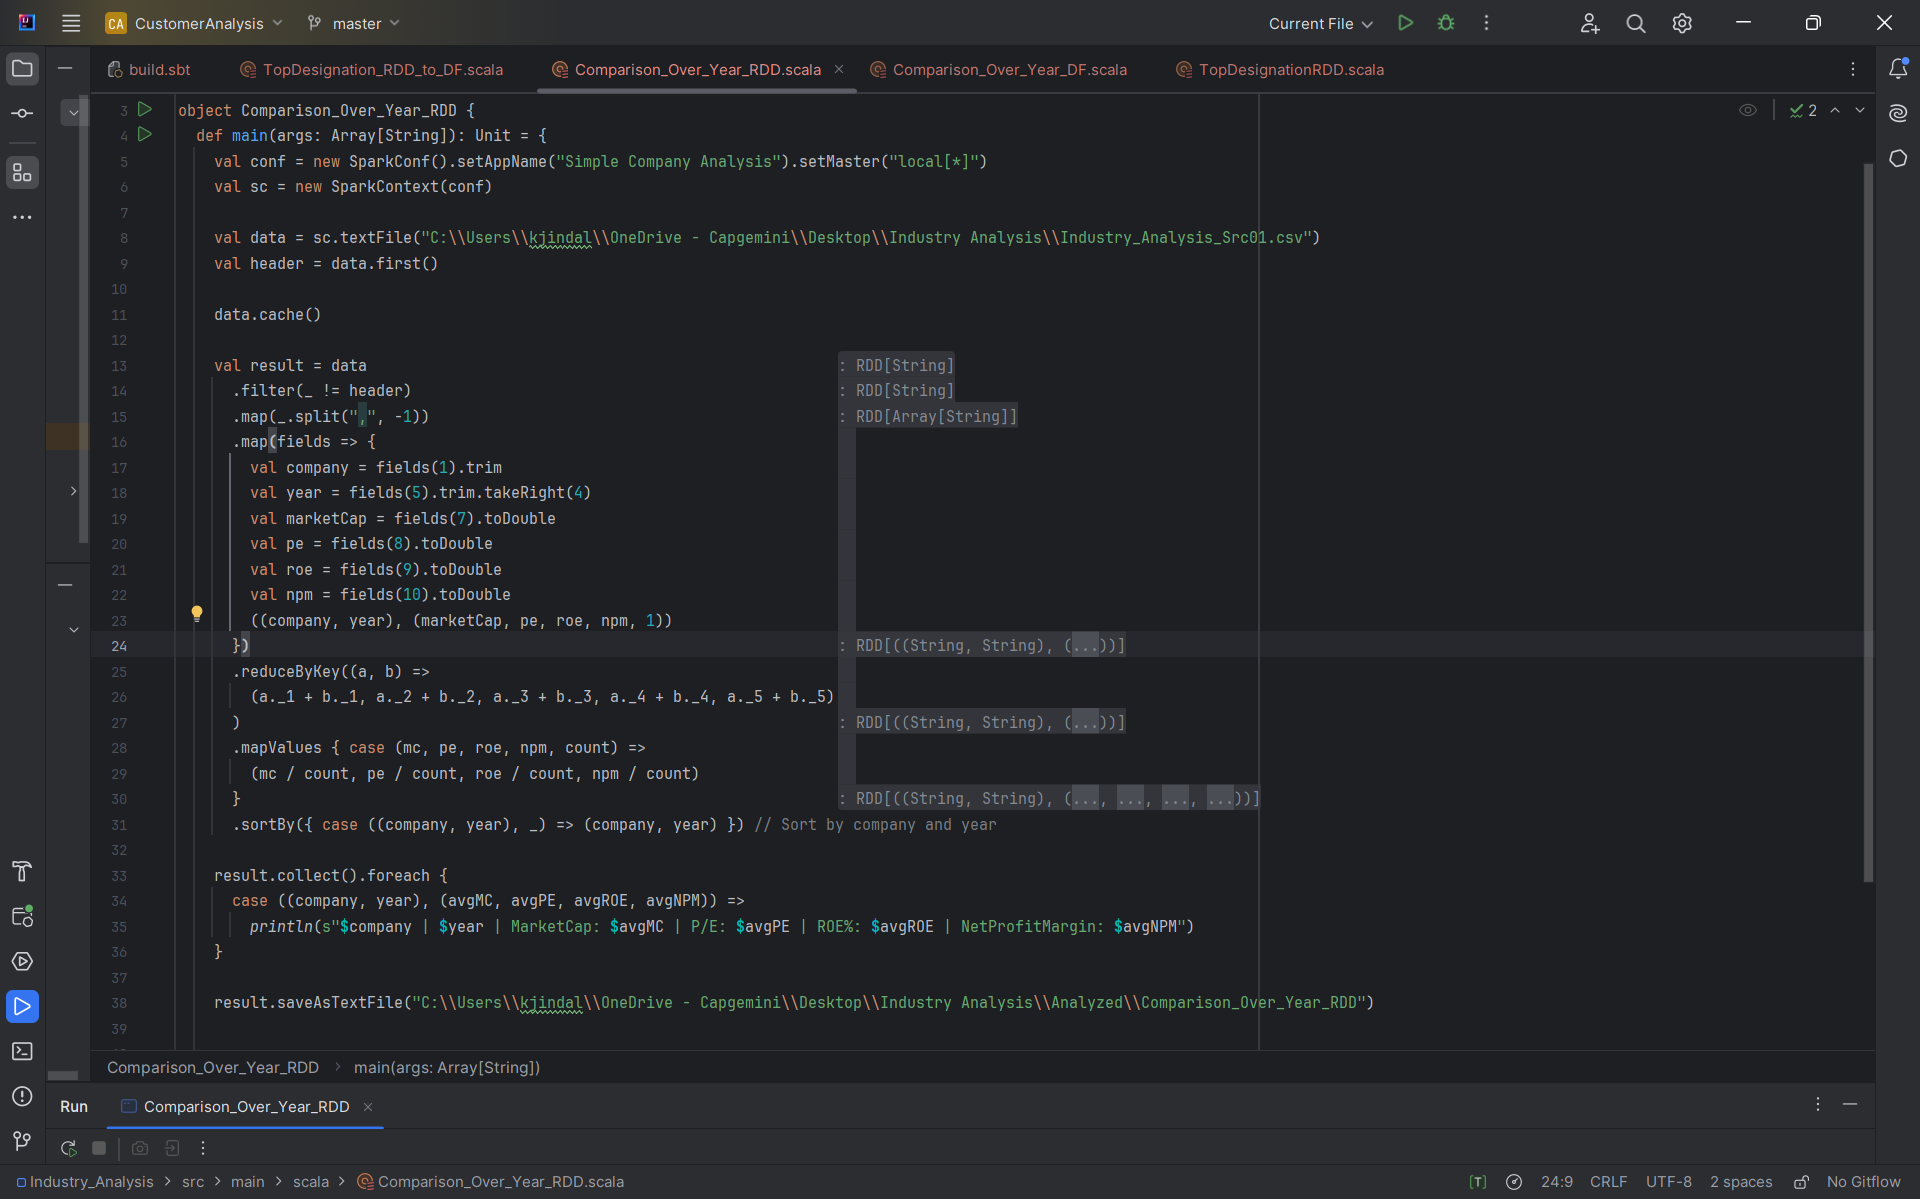 CA CustomerAnalysis master Current File
build.sbt TopDesignation_RDD_to_DF.scala Comparison_Over_Year_RDD.scala Comparison_Over_Year_DF.scala TopDesignationRDD.scala
3 object Comparison_Over_Year_RDD { 2
4 def main(args: Array[String]): Unit = {
5 val conf = new SparkConf().setAppName("Simple Company Analysis").setMaster("local[*]")
6 val sc = new SparkContext(conf)
7
8 val data = sc.textFile("C:\\Users\\kjindal\\OneDrive - Capgemini\\Desktop\\Industry Analysis\\Industry_Analysis_Src01.csv")
9 val header = data.first()
10
11 data.cache()
12
13 val result = data : RDD[String]
14 .filter(_ != header) : RDD[String]
15 .map(_.split(",", -1)) : RDD[Array[String]]
16 .map(fields => {
17 val company = fields(1).trim
18 val year = fields(5).trim.takeRight(4)
19 val marketCap = fields(7).toDouble
20 val pe = fields(8).toDouble
21 val roe = fields(9).toDouble
22 val npm = fields(10).toDouble
23 ((company, year), (marketCap, pe, roe, npm, 1))
24 }) : RDD[((String, String), (...))]
25 .reduceByKey((a, b) =>
26 (a._1 + b._1, a._2 + b._2, a._3 + b._3, a._4 + b._4, a._5 + b._5)
27 ) : RDD[((String, String), (...))]
28 .mapValues { case (mc, pe, roe, npm, count) =>
29 (mc / count, pe / count, roe / count, npm / count)
30 } : RDD[((String, String), (..., ..., ..., ...))]
31 .sortBy({ case ((company, year), _) => (company, year) }) // Sort by company and year
32
33 result.collect().foreach {
34 case ((company, year), (avgMC, avgPE, avgROE, avgNPM)) =>
35 println(s"$company | $year | MarketCap: $avgMC | P/E: $avgPE | ROE%: $avgROE | NetProfitMargin: $avgNPM")
36 }
37
38 result.saveAsTextFile("C:\\Users\\kjindal\\OneDrive - Capgemini\\Desktop\\Industry Analysis\\Analyzed\\Comparison_Over_Year_RDD")
39
Comparison_Over_Year_RDD > main(args: Array[String])
Run Comparison_Over_Year_RDD
Industry_Analysis > src > main > scala > Comparison_Over_Year_RDD.scala [T] 24:9 CRLF UTF-8 2 spaces No Gitflow